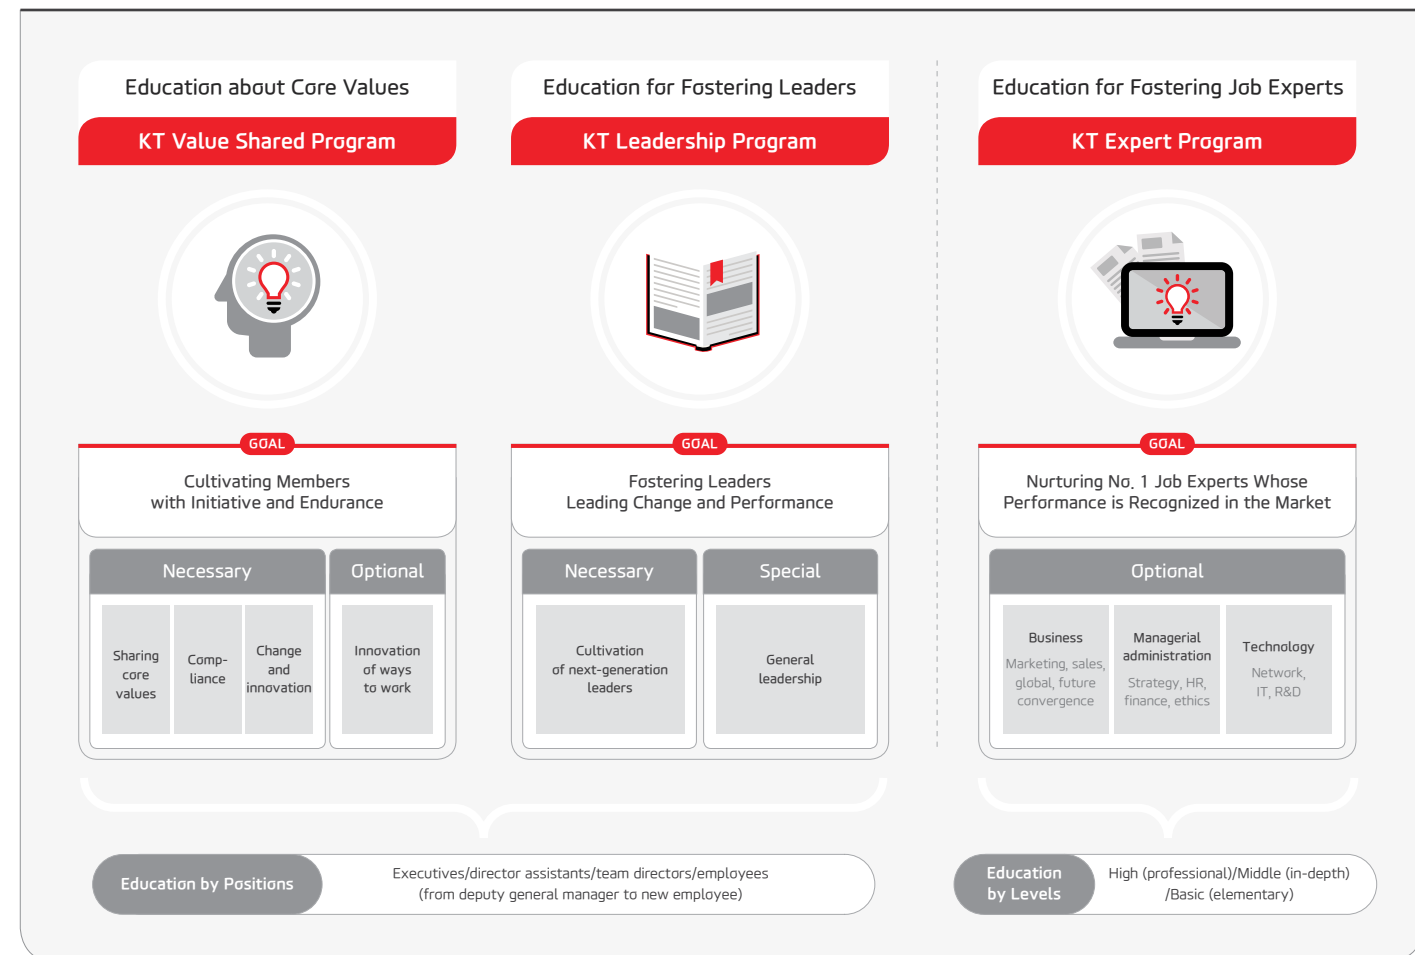 Education about Core Values
KT Value Shared Program
GOAL
Cultivating Members
with Initiative and Endurance
Necessary
Optional
Sharing
core
values
Comp-
liance
Change
and
innovation
Innovation
of ways
to work
Education for Fostering Leaders
KT Leadership Program
GOAL
Fostering Leaders
Leading Change and Performance
Necessary
Special
Cultivation
of next-generation
leaders
General
leadership
Education by Positions
Executives/director assistants/team directors/employees
(from deputy general manager to new employee)
Education for Fostering Job Experts
KT Expert Program
GOAL
Nurturing No. 1 Job Experts Whose
Performance is Recognized in the Market
Optional
Business
Marketing, sales,
global, future
convergence
Managerial
administration
Strategy, HR,
finance, ethics
Technology
Network,
IT, R&D
Education
by Levels
High (professional)/Middle (in-depth)
/Basic (elementary)